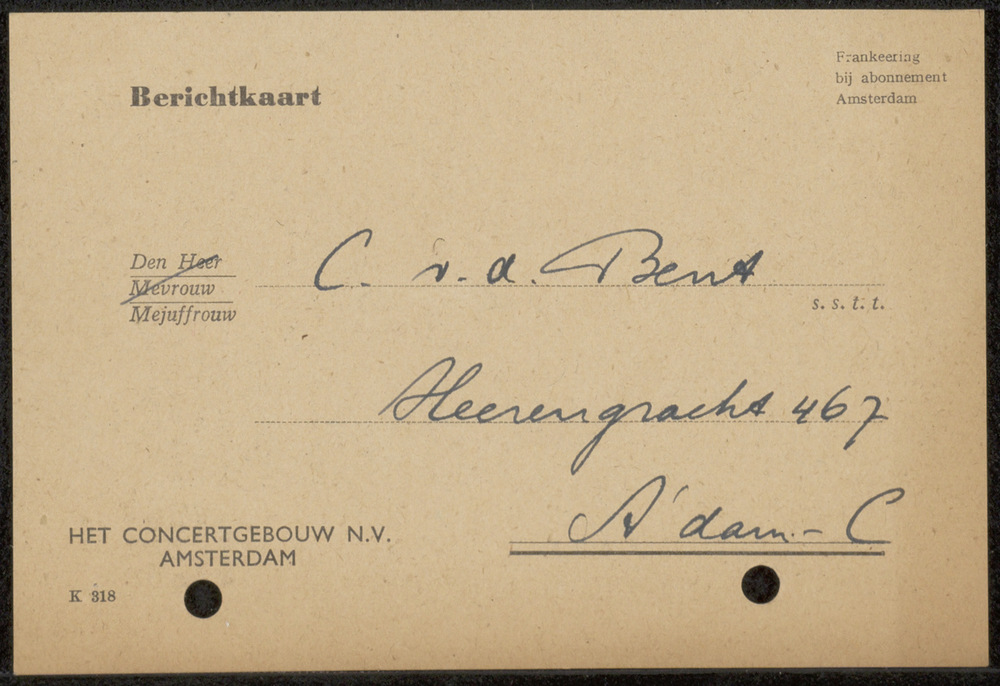 Frankeering
bij abonnement
Amsterdam
Berichtkaart
Den Heer
Mevrouw
Mejuffrouw
C. v. d. Bent
s. s. t. t.
Heerengracht 467
A'dam - C
HET CONCERTGEBOUW N.V.
AMSTERDAM
K 318